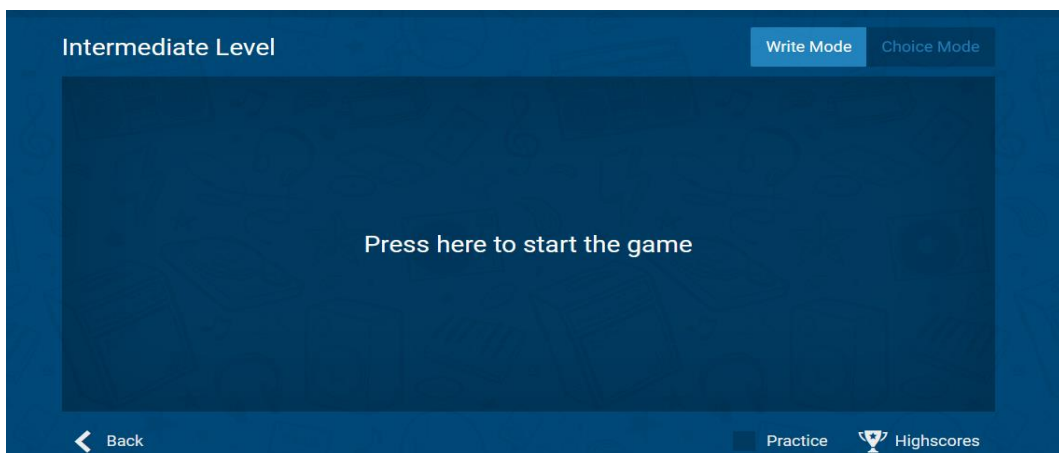 Intermediate Level
Write Mode
Choice Mode
Press here to start the game
Back
Practice
Highscores